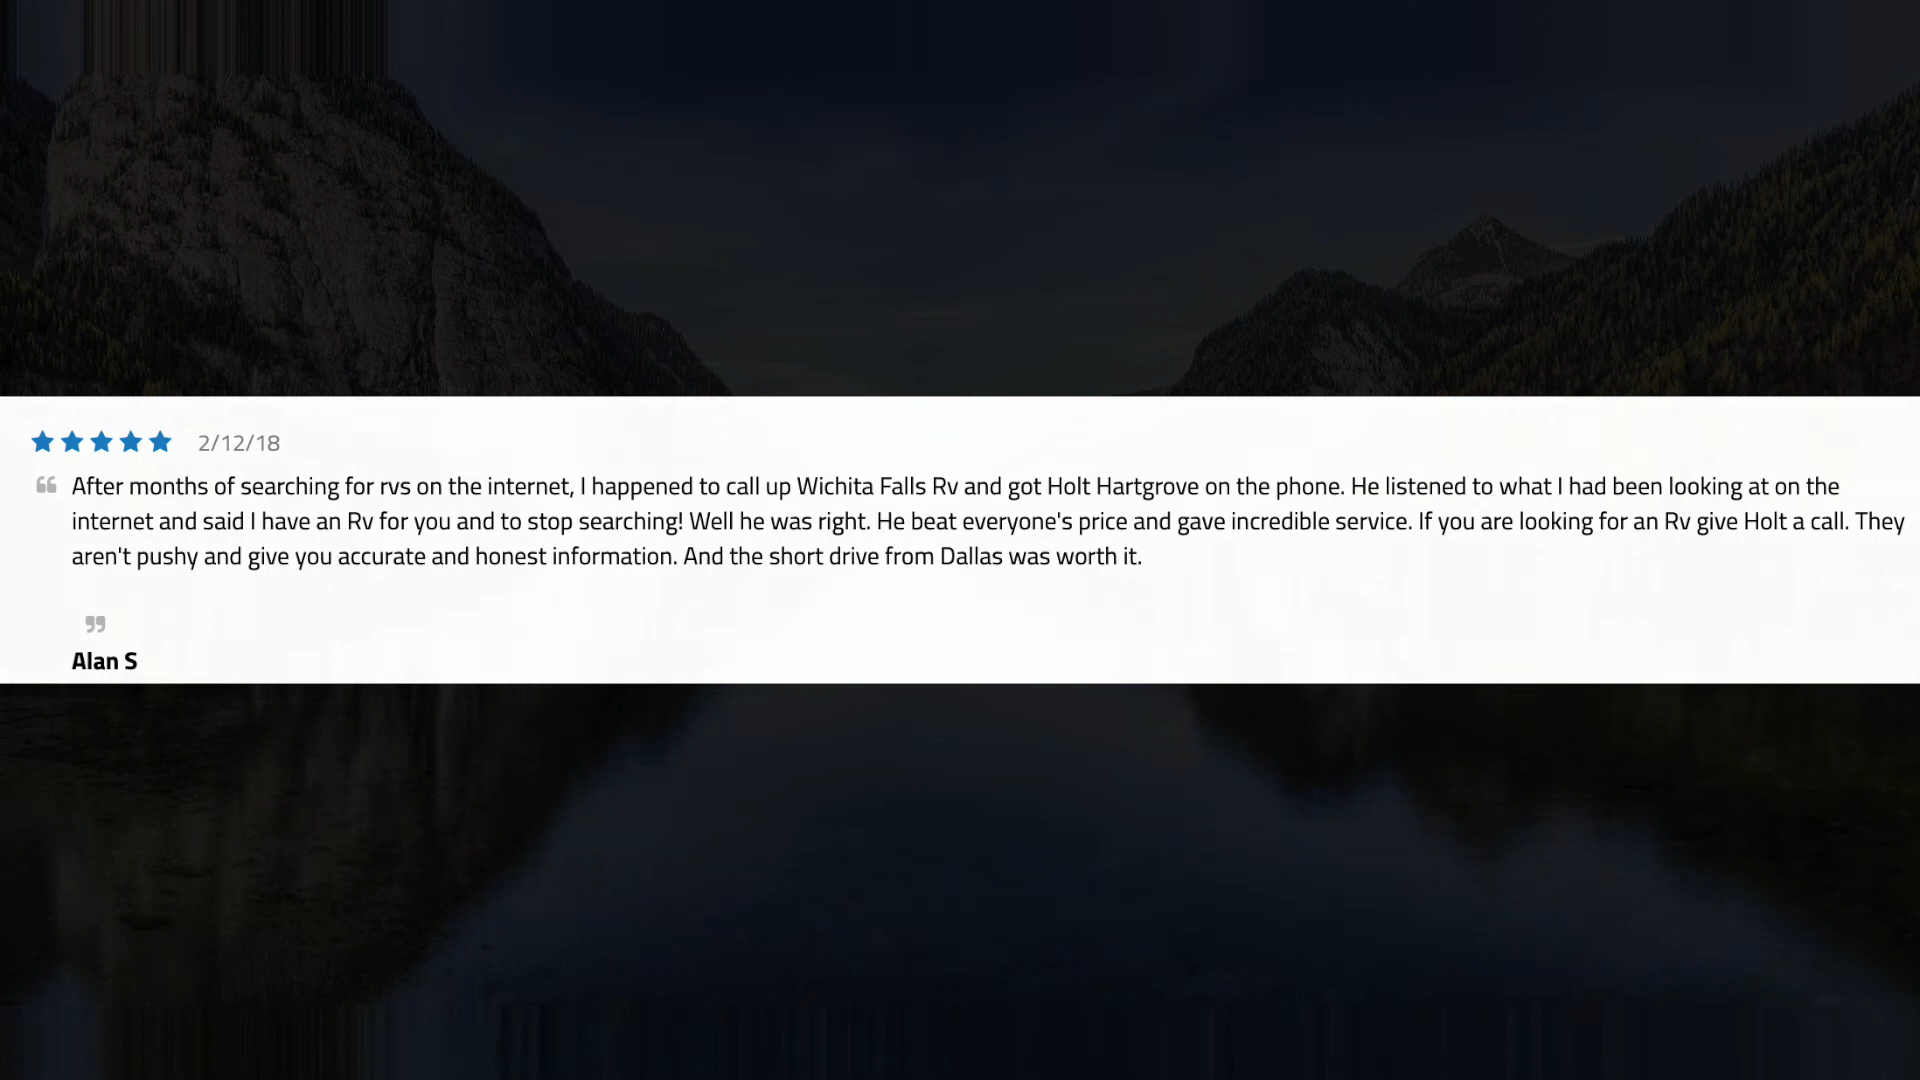 2/12/18
“ After months of searching for rvs on the internet, I happened to call up Wichita Falls Rv and got Holt Hartgrove on the phone. He listened to what I had been looking at on the
internet and said I have an Rv for you and to stop searching! Well he was right. He beat everyone's price and gave incredible service. If you are looking for an Rv give Holt a call. They
aren't pushy and give you accurate and honest information. And the short drive from Dallas was worth it.
”
Alan S